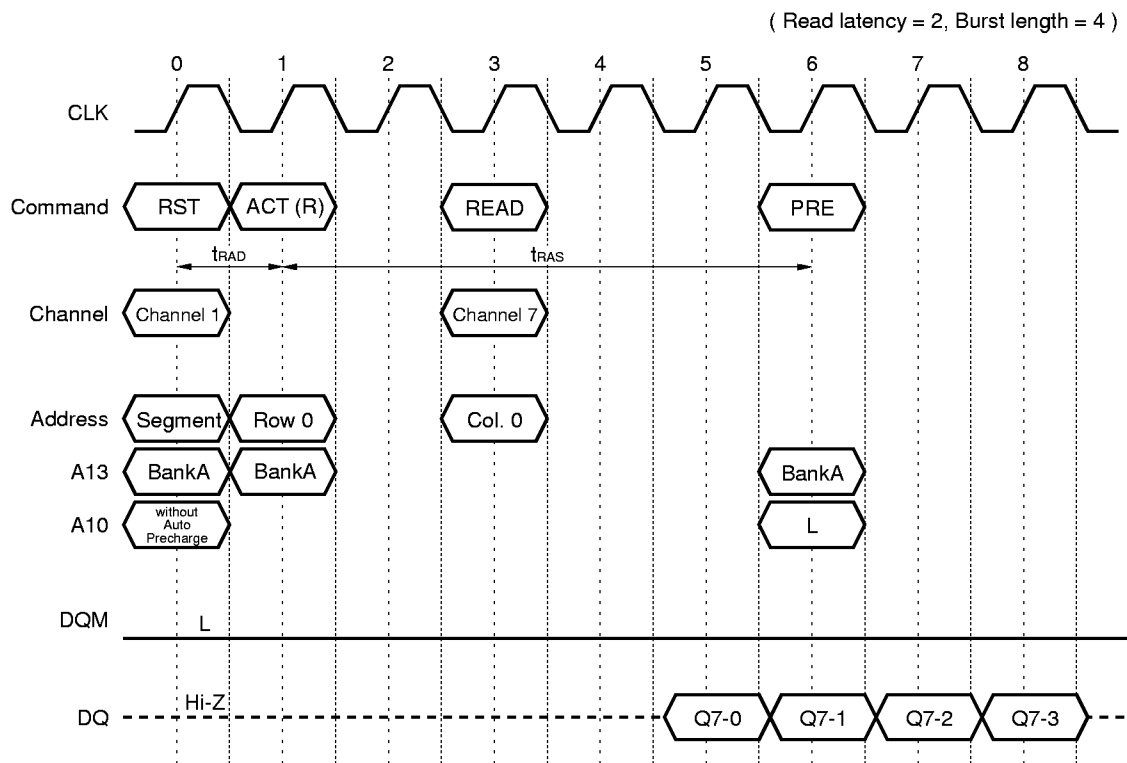 ( Read latency = 2, Burst length = 4 )
0 1 2 3 4 5 6 7 8
CLK
Command RST ACT (R) READ PRE
tRAD tRAS
Channel Channel 1 Channel 7
Address Segment Row 0 Col. 0
A13 BankA BankA BankA
A10 without Auto Precharge L
DQM L
DQ Hi-Z Q7-0 Q7-1 Q7-2 Q7-3